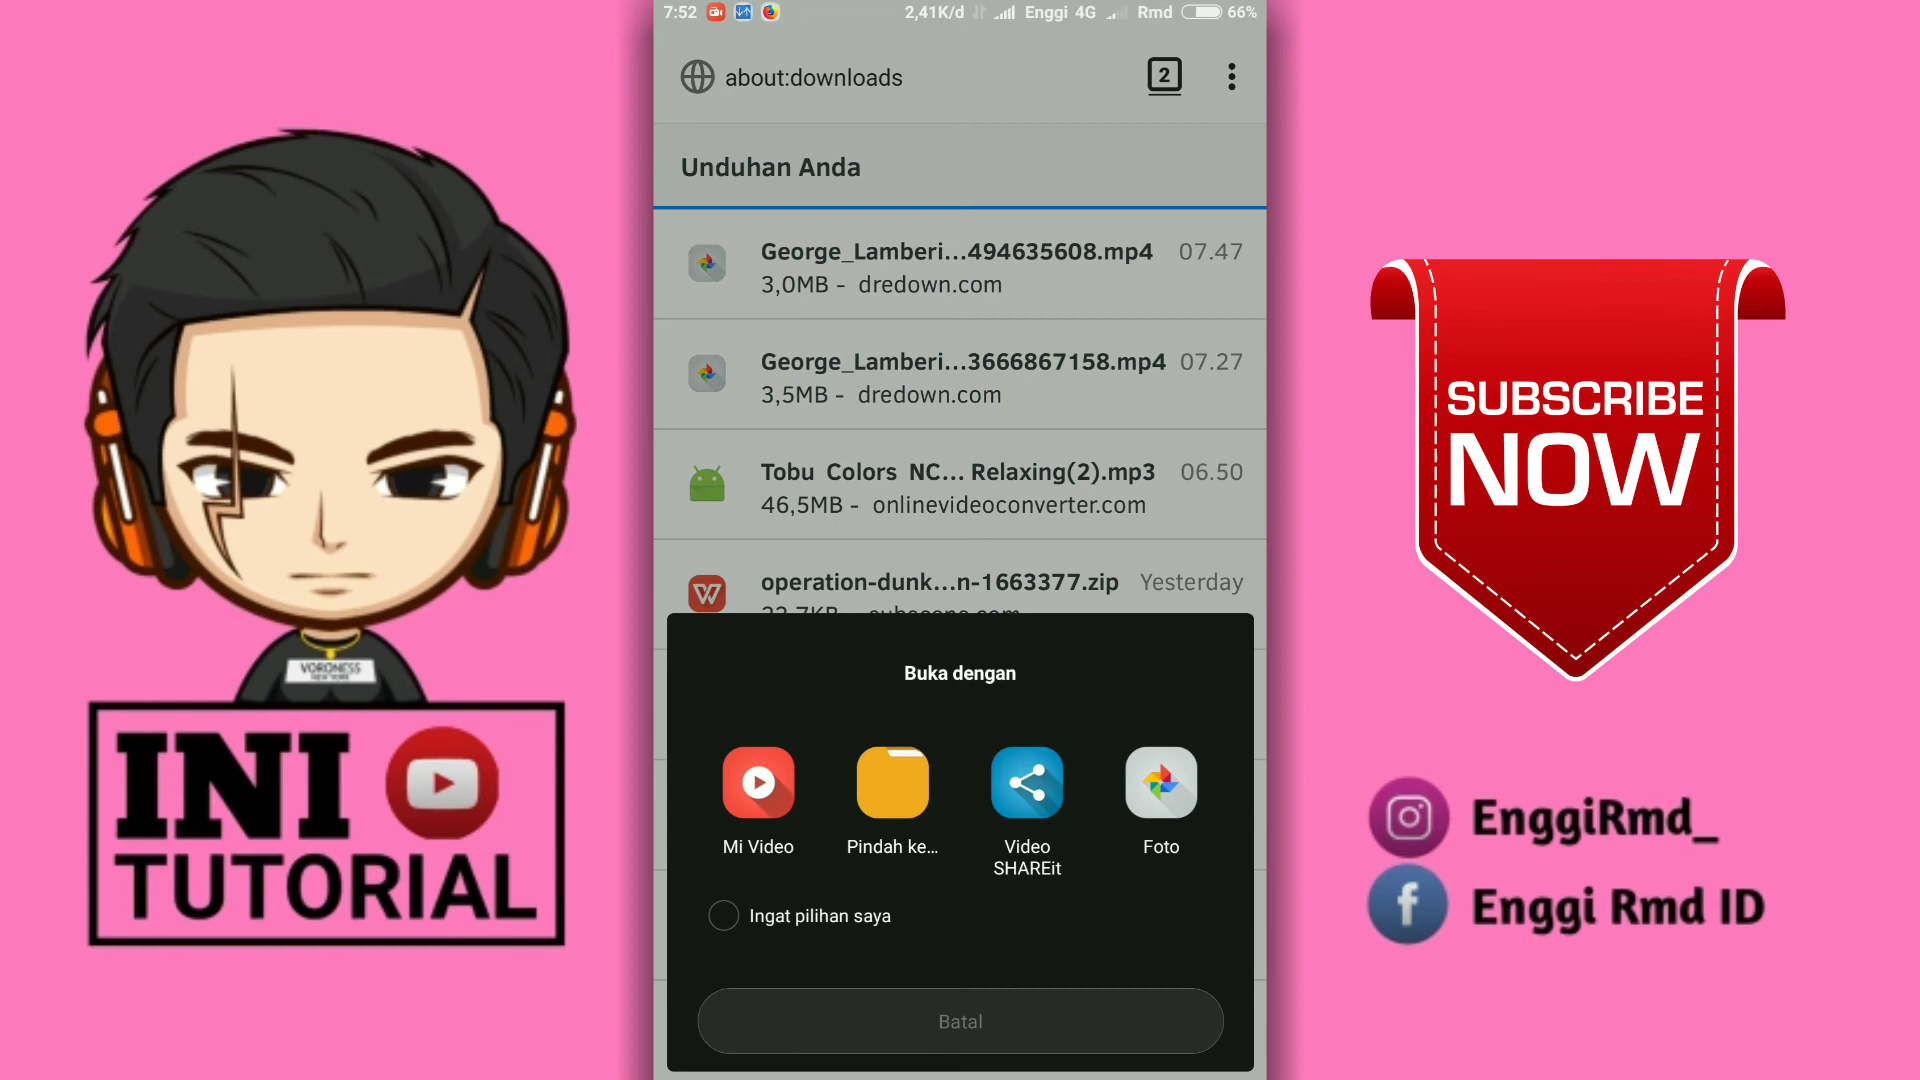 7:52 2,41K/d Enggi 4G Rmd 66%
about:downloads 2
Unduhan Anda
George_Lamberi...494635608.mp4 07.47
3,0MB - dredown.com
George_Lamberi...3666867158.mp4 07.27
3,5MB - dredown.com
Tobu Colors NC... Relaxing(2).mp3 06.50
46,5MB - onlinevideoconverter.com
operation-dunk...n-1663377.zip Yesterday
Buka dengan
Mi Video
Pindah ke...
Video
SHAREit
Foto
Ingat pilihan saya
Batal
VORONESS
INI
TUTORIAL
SUBSCRIBE
NOW
EnggiRmd_
Enggi Rmd ID